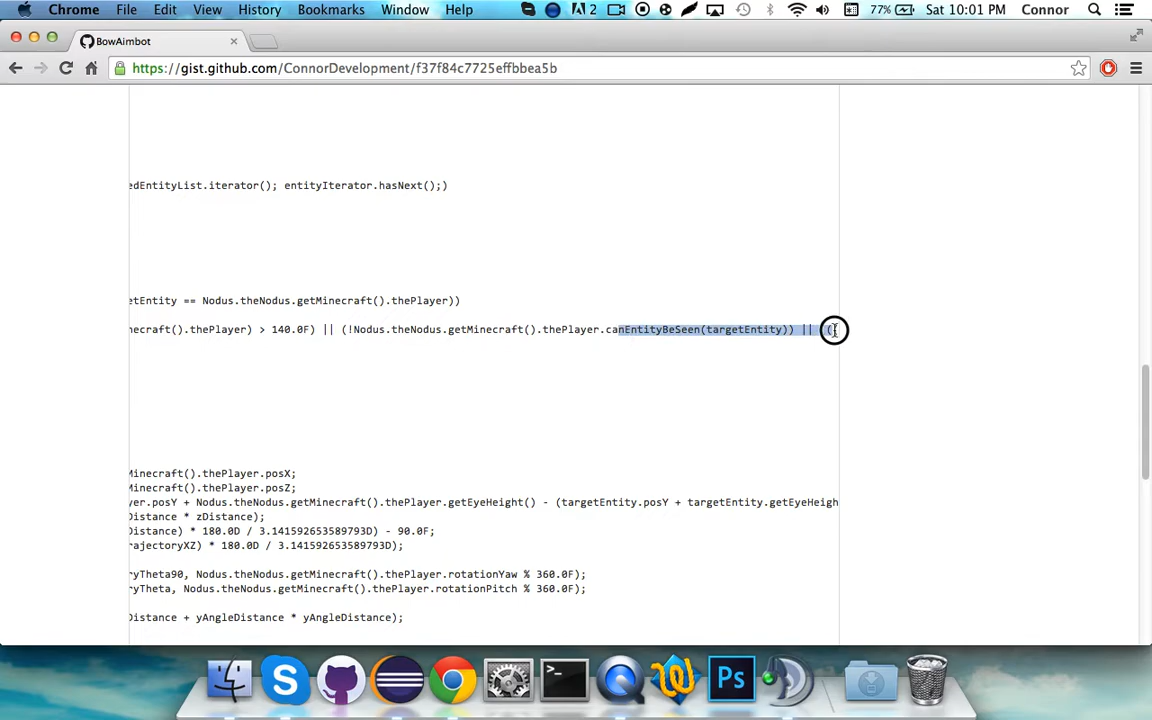 Chrome File Edit View History Bookmarks Window Help 2 77% Sat 10:01 PM Connor
BowAimbot
https://gist.github.com/ConnorDevelopment/f37f84c7725effbbea5b
edEntityList.iterator(); entityIterator.hasNext();)
etEntity == Nodus.theNodus.getMinecraft().thePlayer))
necraft().thePlayer) > 140.0F) || (!Nodus.theNodus.getMinecraft().thePlayer.canEntityBeSeen(targetEntity)) || (
Minecraft().thePlayer.posX;
Minecraft().thePlayer.posZ;
yer.posY + Nodus.theNodus.getMinecraft().thePlayer.getEyeHeight() - (targetEntity.posY + targetEntity.getEyeHeigh
Distance * zDistance);
Distance) * 180.0D / 3.141592653589793D) - 90.0F;
rajectoryXZ) * 180.0D / 3.141592653589793D);
ryTheta90, Nodus.theNodus.getMinecraft().thePlayer.rotationYaw % 360.0F);
ryTheta, Nodus.theNodus.getMinecraft().thePlayer.rotationPitch % 360.0F);
Distance + yAngleDistance * yAngleDistance);
Ps